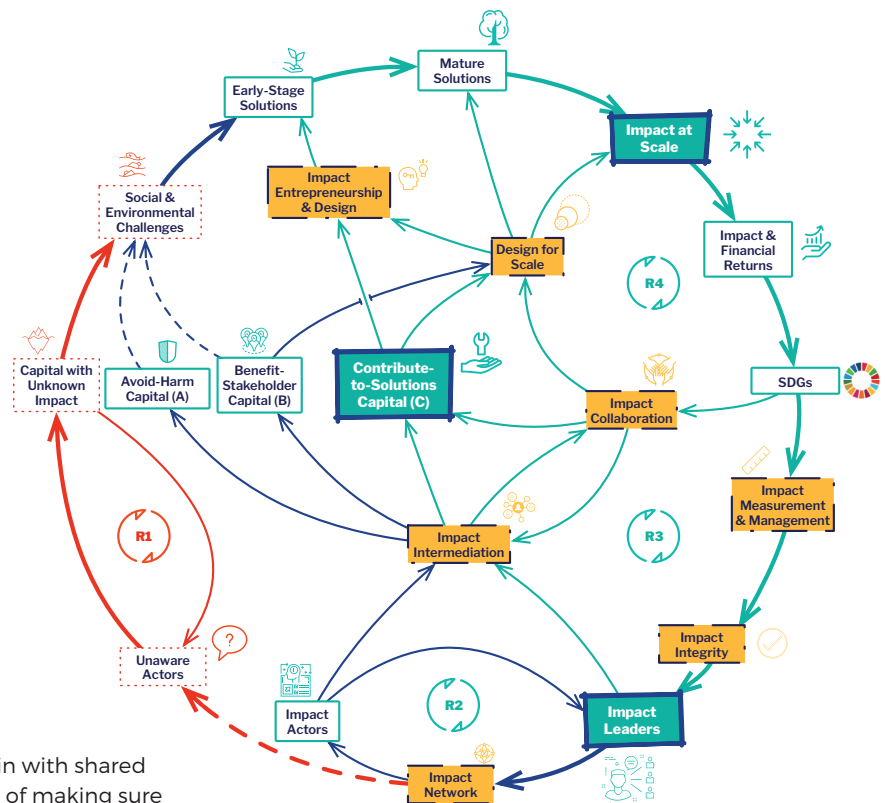 Mature
Solutions
Early-Stage
Solutions
Impact at
Scale
Impact
Entrepreneurship
& Design
Social &
Environmental
Challenges
Design for
Scale
Impact &
Financial
Returns
R4
Capital with
Unknown
Impact
Avoid-Harm
Capital (A)
Benefit-
Stakeholder
Capital (B)
Contribute-
to-Solutions
Capital (C)
SDGs
Impact
Collaboration
Impact
Measurement
& Management
R1
Impact
Intermediation
R3
?
Unaware
Actors
Impact
Integrity
Impact
Actors
R2
Impact
Leaders
Impact
Network
in with shared
of making sure